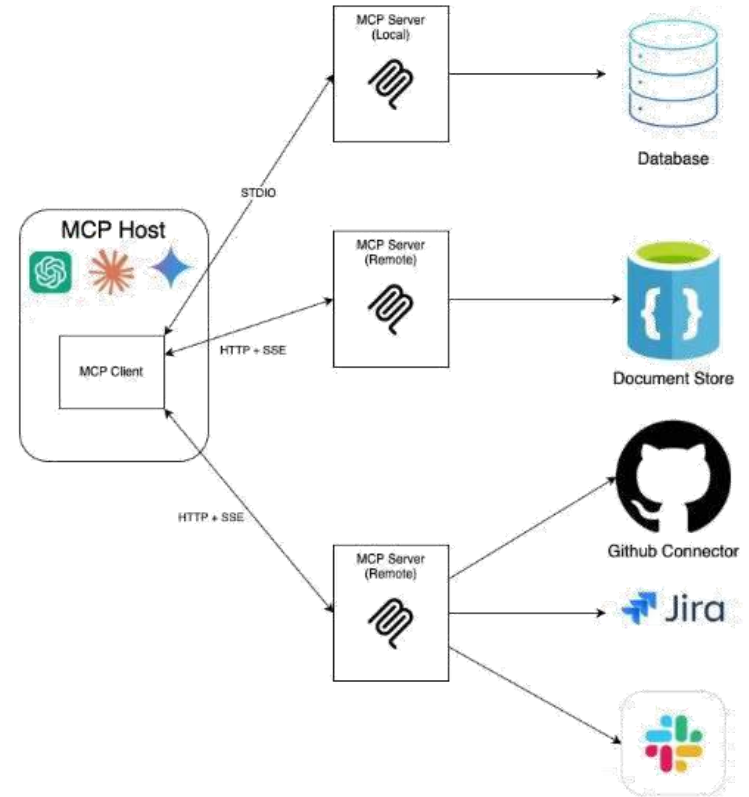 MCP Server
(Local)
Database
STDIO
MCP Host
MCP Client
HTTP + SSE
MCP Server
(Remote)
Document Store
HTTP + SSE
MCP Server
(Remote)
Github Connector
Jira